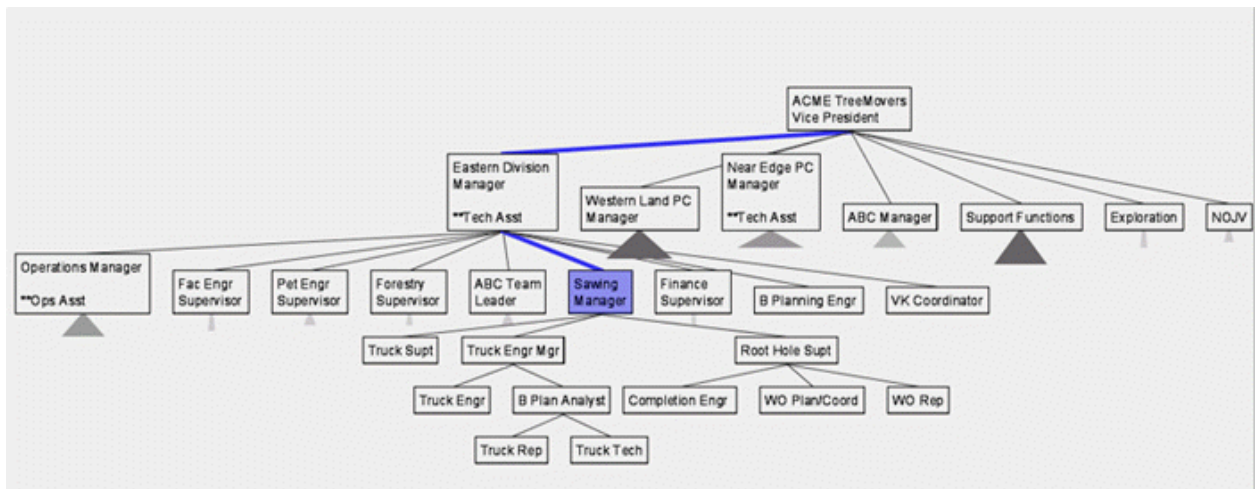 ACME TreeMovers
Vice President
Eastern Division
Manager
**Tech Asst
Western Land PC
Manager
Near Edge PC
Manager
**Tech Asst
ABC Manager
Support Functions
Exploration
NOJV
Operations Manager
**Ops Asst
Fac Engr
Supervisor
Pet Engr
Supervisor
Forestry
Supervisor
ABC Team
Leader
Sawing
Manager
Finance
Supervisor
B Planning Engr
VK Coordinator
Truck Supt
Truck Engr Mgr
Root Hole Supt
Truck Engr
B Plan Analyst
Completion Engr
WO Plan/Coord
WO Rep
Truck Rep
Truck Tech